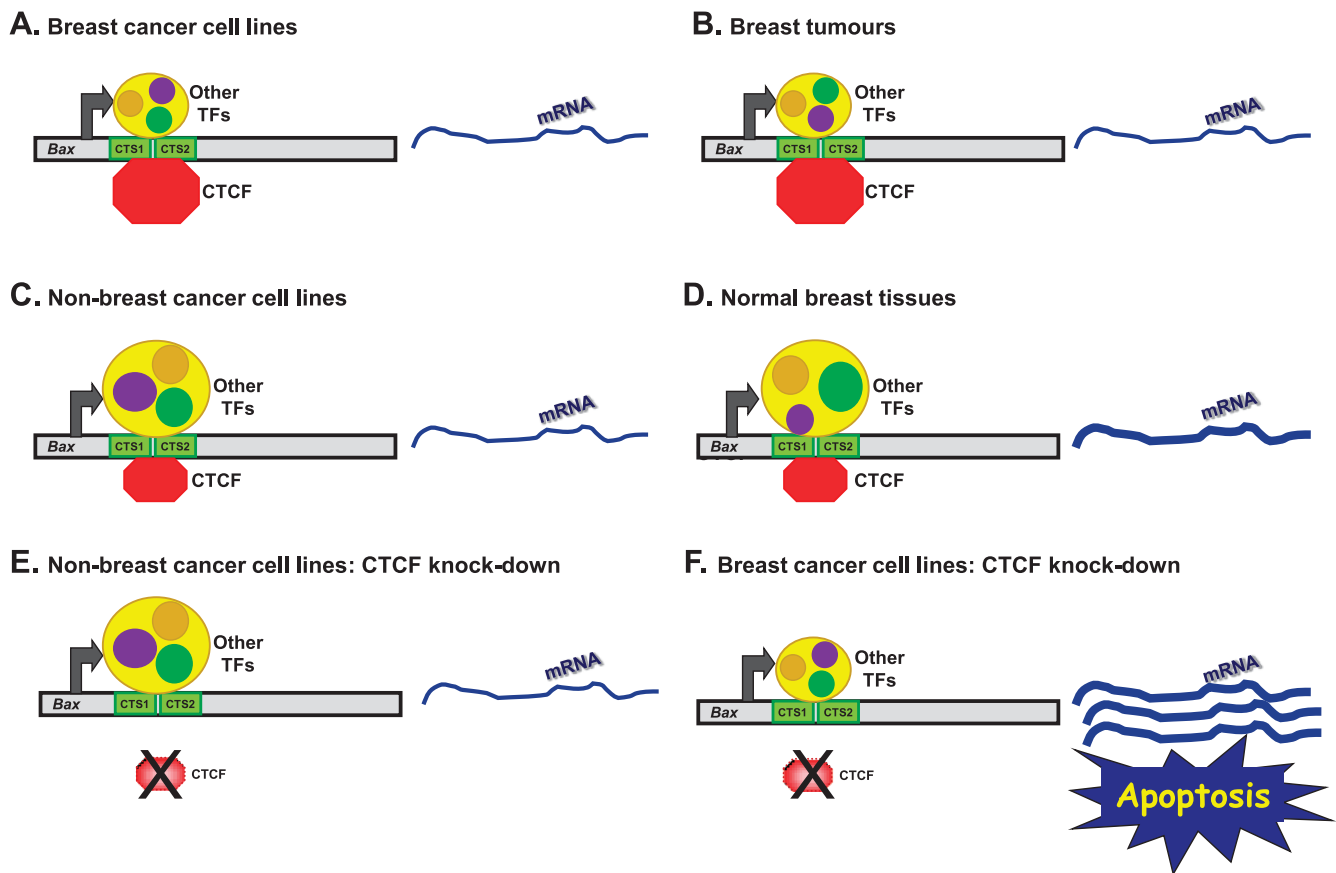 A. Breast cancer cell lines
Other
TFs
mRNA
Bax
CTS1
CTS2
CTCF
B. Breast tumours
Other
TFs
mRNA
Bax
CTS1
CTS2
CTCF
C. Non-breast cancer cell lines
Other
TFs
mRNA
Bax
CTS1
CTS2
CTCF
D. Normal breast tissues
Other
TFs
mRNA
Bax
CTS1
CTS2
CTCF
E. Non-breast cancer cell lines: CTCF knock-down
Other
TFs
mRNA
Bax
CTS1
CTS2
CTCF
F. Breast cancer cell lines: CTCF knock-down
Other
TFs
mRNA
Bax
CTS1
CTS2
CTCF
Apoptosis